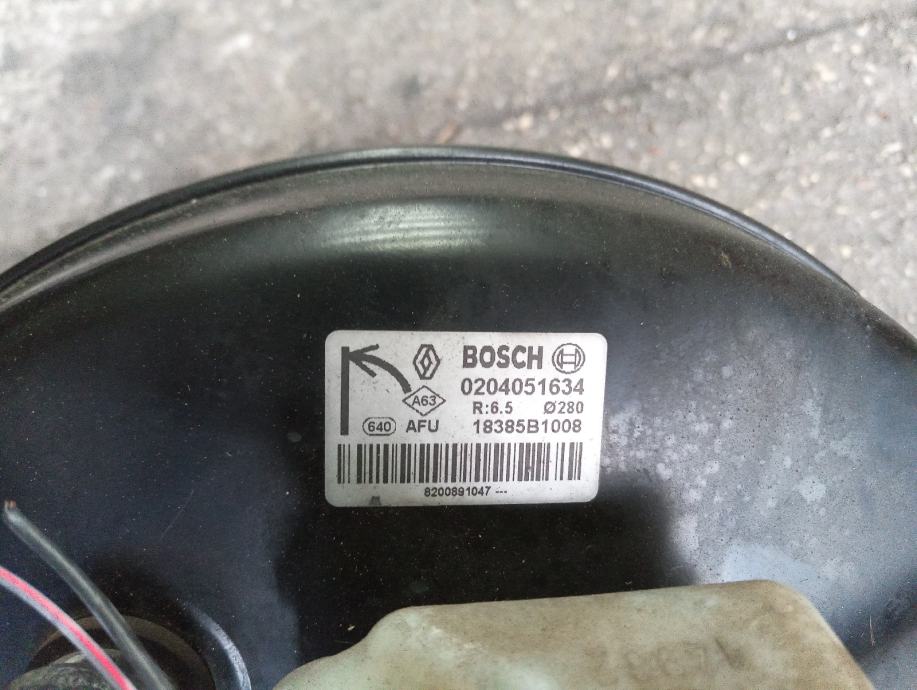 BOSCH
0204051634
A63
R:6.5 Ø280
640 AFU 18385B1008
8200891047 ---